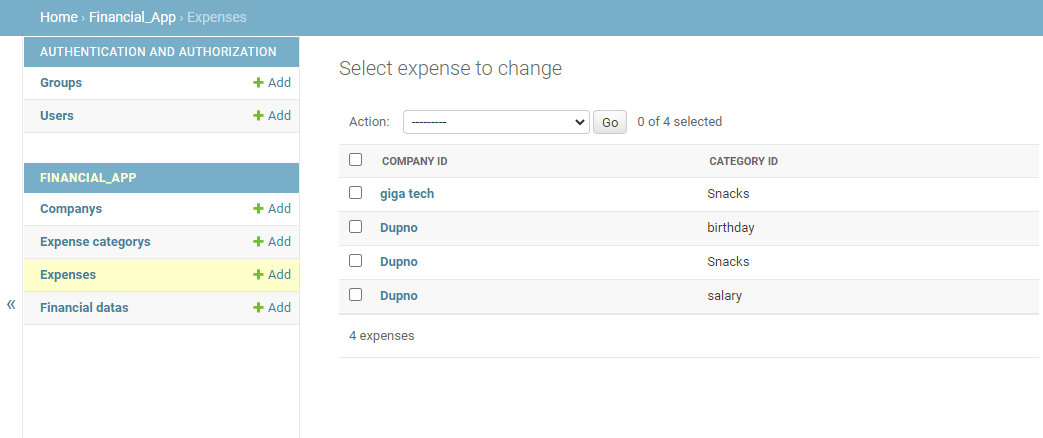 Home › Financial_App › Expenses
AUTHENTICATION AND AUTHORIZATION
Groups + Add
Users + Add
FINANCIAL_APP
Companys + Add
Expense categorys + Add
Expenses + Add
Financial datas + Add
«
Select expense to change
Action: --------- Go 0 of 4 selected
COMPANY ID CATEGORY ID
giga tech Snacks
Dupno birthday
Dupno Snacks
Dupno salary
4 expenses